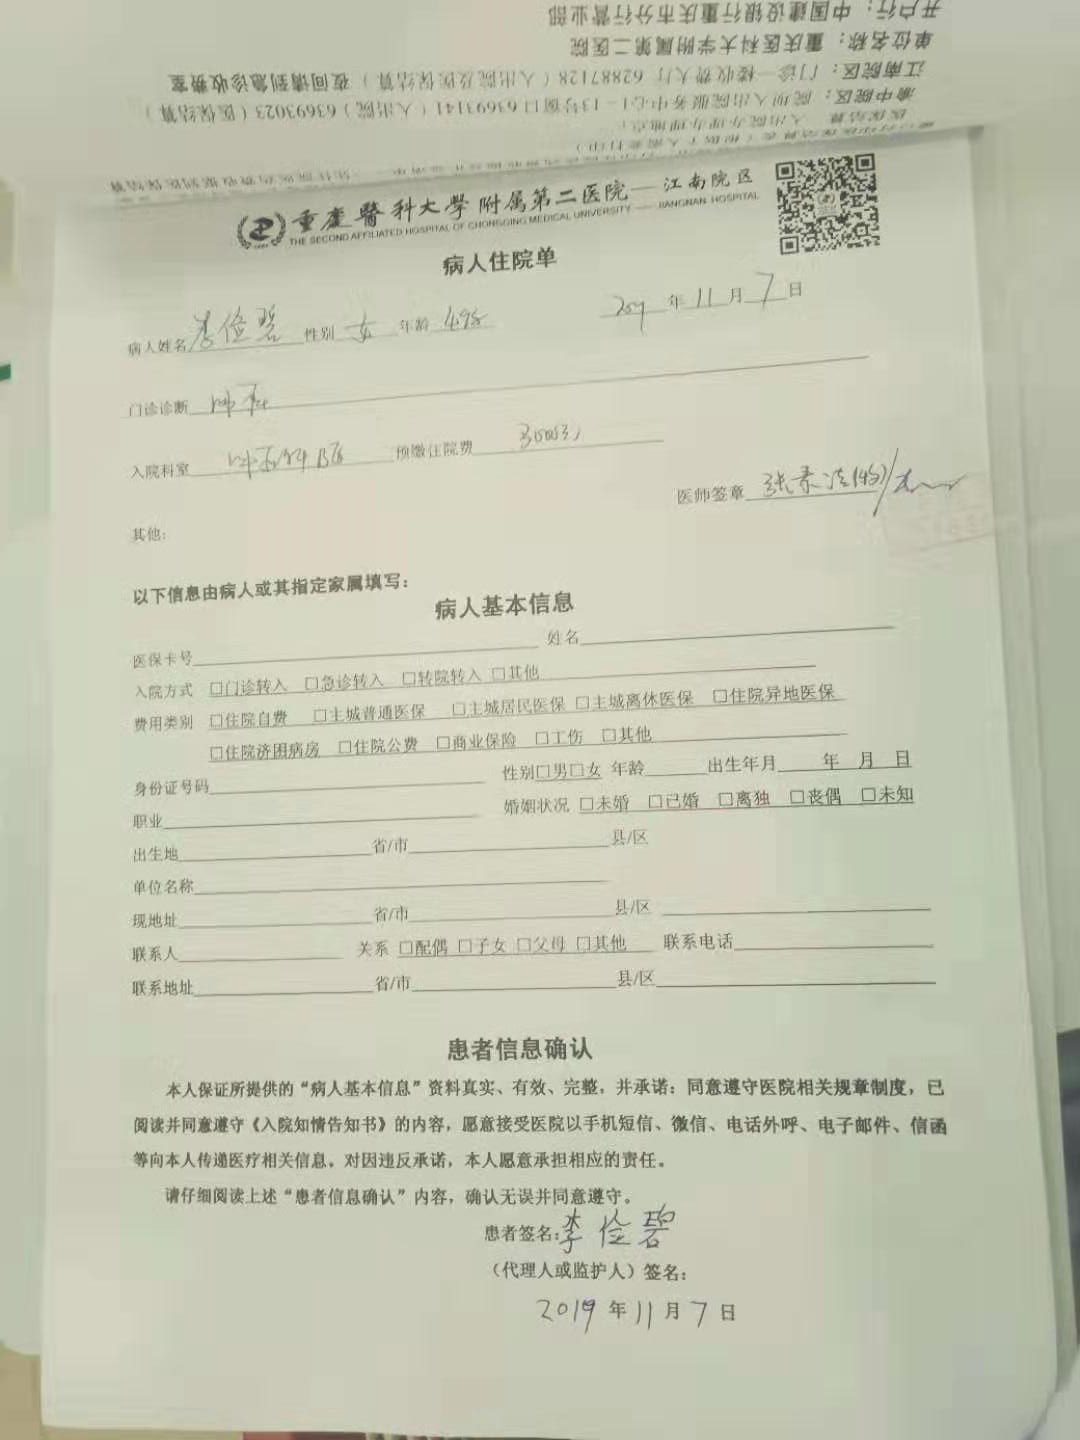 开户行：中国建设银行重庆市分行营业部
单位名称：重庆医科大学附属第二医院
江南院区：门诊一楼收费大厅 62887128（入出院及医保结算）夜间请到急诊收费室
渝中院区：院坝入出院服务中心1-13号窗口 63693141（入出院）63693023（医保结算）
重慶醫科大學附属第二医院——江南院区
THE SECOND AFFILIATED HOSPITAL OF CHONGQING MEDICAL UNIVERSITY —— JIANGNAN HOSPITAL
病人住院单
2019 年 11 月 7 日
病人姓名 李俭碧 性别 女 年龄 49岁
门诊诊断
入院科室 预缴住院费
医师签章
其他:
以下信息由病人或其指定家属填写：
病人基本信息
医保卡号 姓名
入院方式 □门诊转入 □急诊转入 □转院转入 □其他
费用类别 □住院自费 □主城普通医保 □主城居民医保 □主城离休医保 □住院异地医保
□住院济困病房 □住院公费 □商业保险 □工伤 □其他
身份证号码 性别□男□女 年龄 出生年月 年 月 日
职业 婚姻状况 □未婚 □已婚 □离独 □丧偶 □未知
出生地 省/市 县/区
单位名称
现地址 省/市 县/区
联系人 关系 □配偶 □子女 □父母 □其他 联系电话
联系地址 省/市 县/区
患者信息确认
本人保证所提供的“病人基本信息”资料真实、有效、完整，并承诺：同意遵守医院相关规章制度，已
阅读并同意遵守《入院知情告知书》的内容，愿意接受医院以手机短信、微信、电话外呼、电子邮件、信函
等向本人传递医疗相关信息。对因违反承诺，本人愿意承担相应的责任。
请仔细阅读上述“患者信息确认”内容，确认无误并同意遵守。
患者签名:李俭碧
（代理人或监护人）签名:
2019 年 11 月 7 日